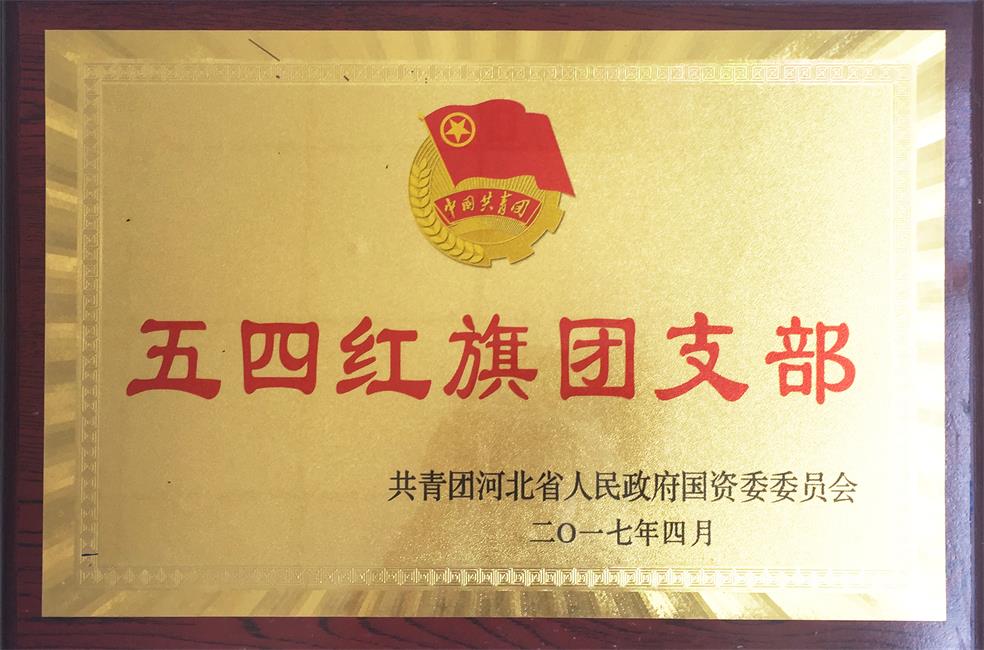 中国共青团
五四红旗团支部
共青团河北省人民政府国资委委员会
二O一七年四月